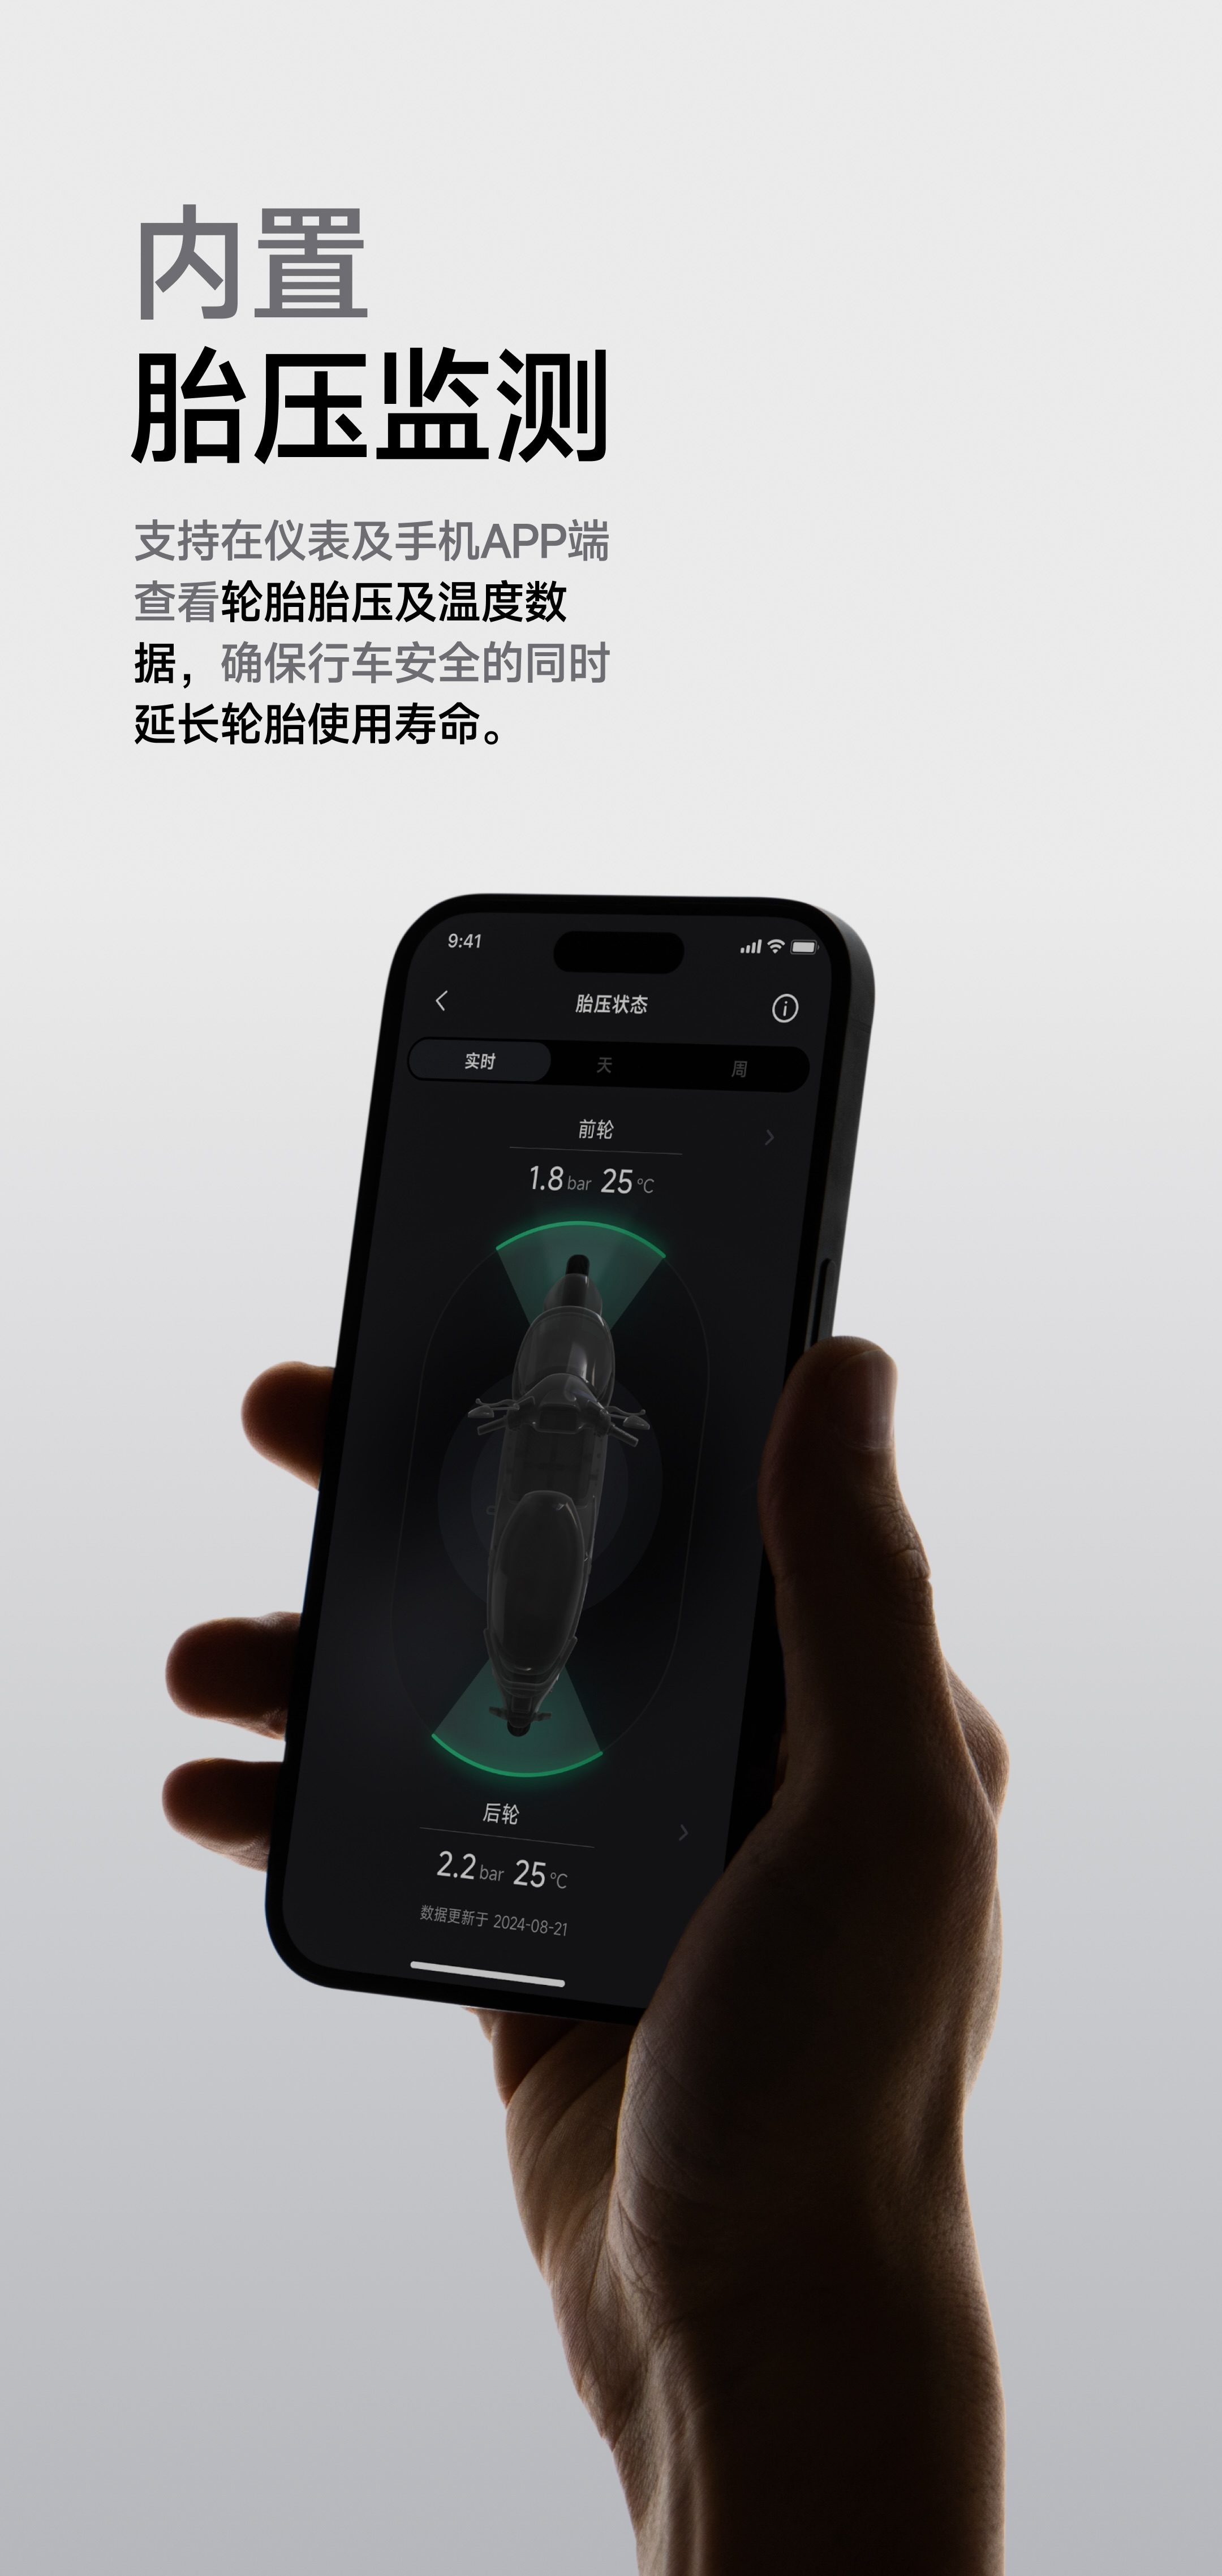 内置
胎压监测
支持在仪表及手机APP端
查看轮胎胎压及温度数
据，确保行车安全的同时
延长轮胎使用寿命。
9:41
胎压状态
实时 天 周
前轮
1.8 bar 25 °C
后轮
2.2 bar 25 °C
数据更新于 2024-08-21